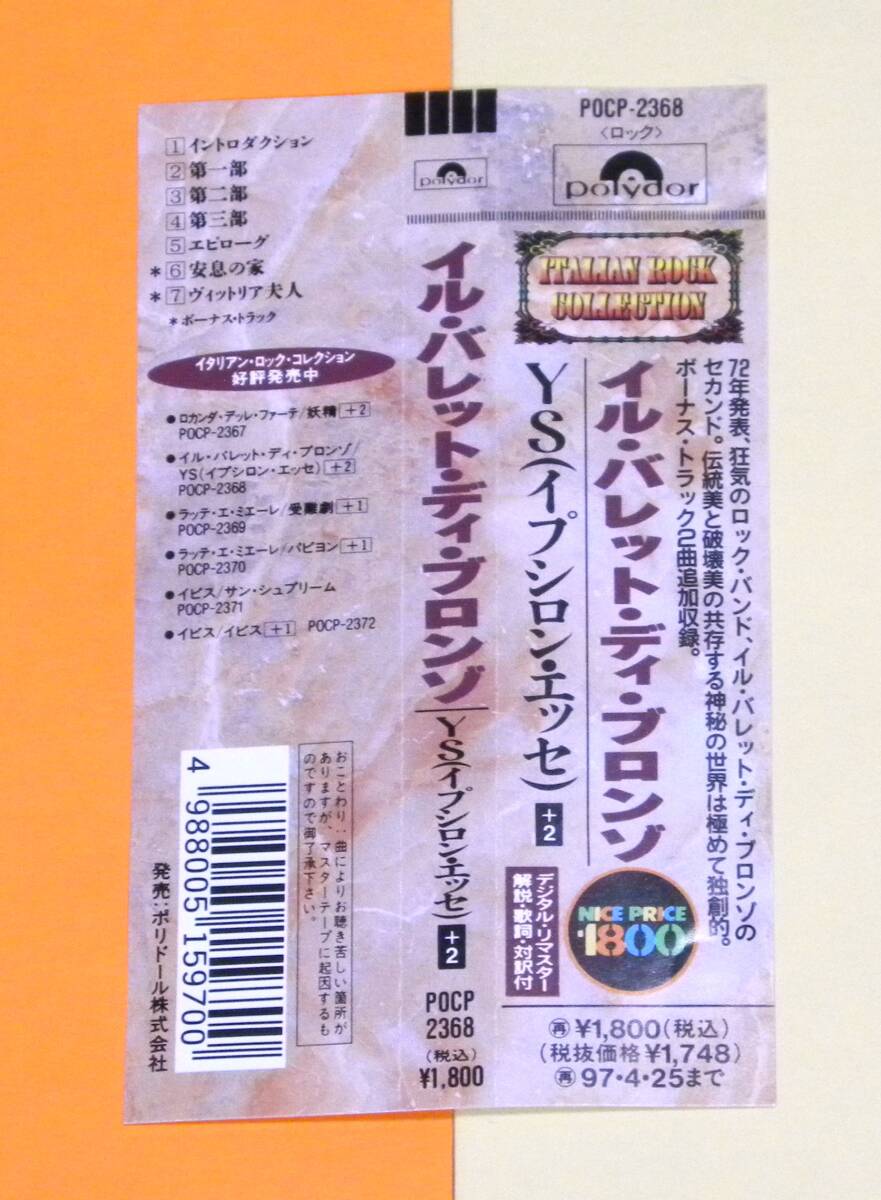 1 イントロダクション
2 第一部
3 第二部
4 第三部
5 エピローグ
*6 安息の家
*7 ヴィットリア夫人
*ボーナス・トラック
イタリアン・ロック・コレクション
好評発売中
●ロカンダ・デッレ・ファーテ/妖精 +2
POCP-2367
●イル・バレット・ディ・ブロンゾ/
YS(イプシロン・エッセ) +2
POCP-2368
●ラッテ・エ・ミエーレ/受難劇 +1
POCP-2369
●ラッテ・エ・ミエーレ/パピヨン +1
POCP-2370
●イビス/サン・シュプリーム
POCP-2371
●イビス/イビス +1 POCP-2372
おことわり:曲によりお聴き苦しい箇所が
ありますが、マスターテープに起因するも
のですので御了承下さい。
4 988005 159700
発売:ポリドール株式会社
polydor
イル・バレット・ディ・ブロンゾ
YS(イプシロン・エッセ) +2
POCP
2368
(税込)
¥1,800
POCP-2368
〈ロック〉
polydor
ITALIAN ROCK
COLLECTION
72年発表、狂気のロック・バンド、イル・バレット・ディ・ブロンゾの
セカンド。伝統美と破壊美の共存する神秘の世界は極めて独創的。
ボーナス・トラック2曲追加収録。
イル・バレット・ディ・ブロンゾ
YS(イプシロン・エッセ) +2
デジタル・リマスター
解説・歌詞・対訳付
NICE PRICE
¥1800
再 ¥1,800(税込)
(税抜価格¥1,748)
再 97・4・25まで